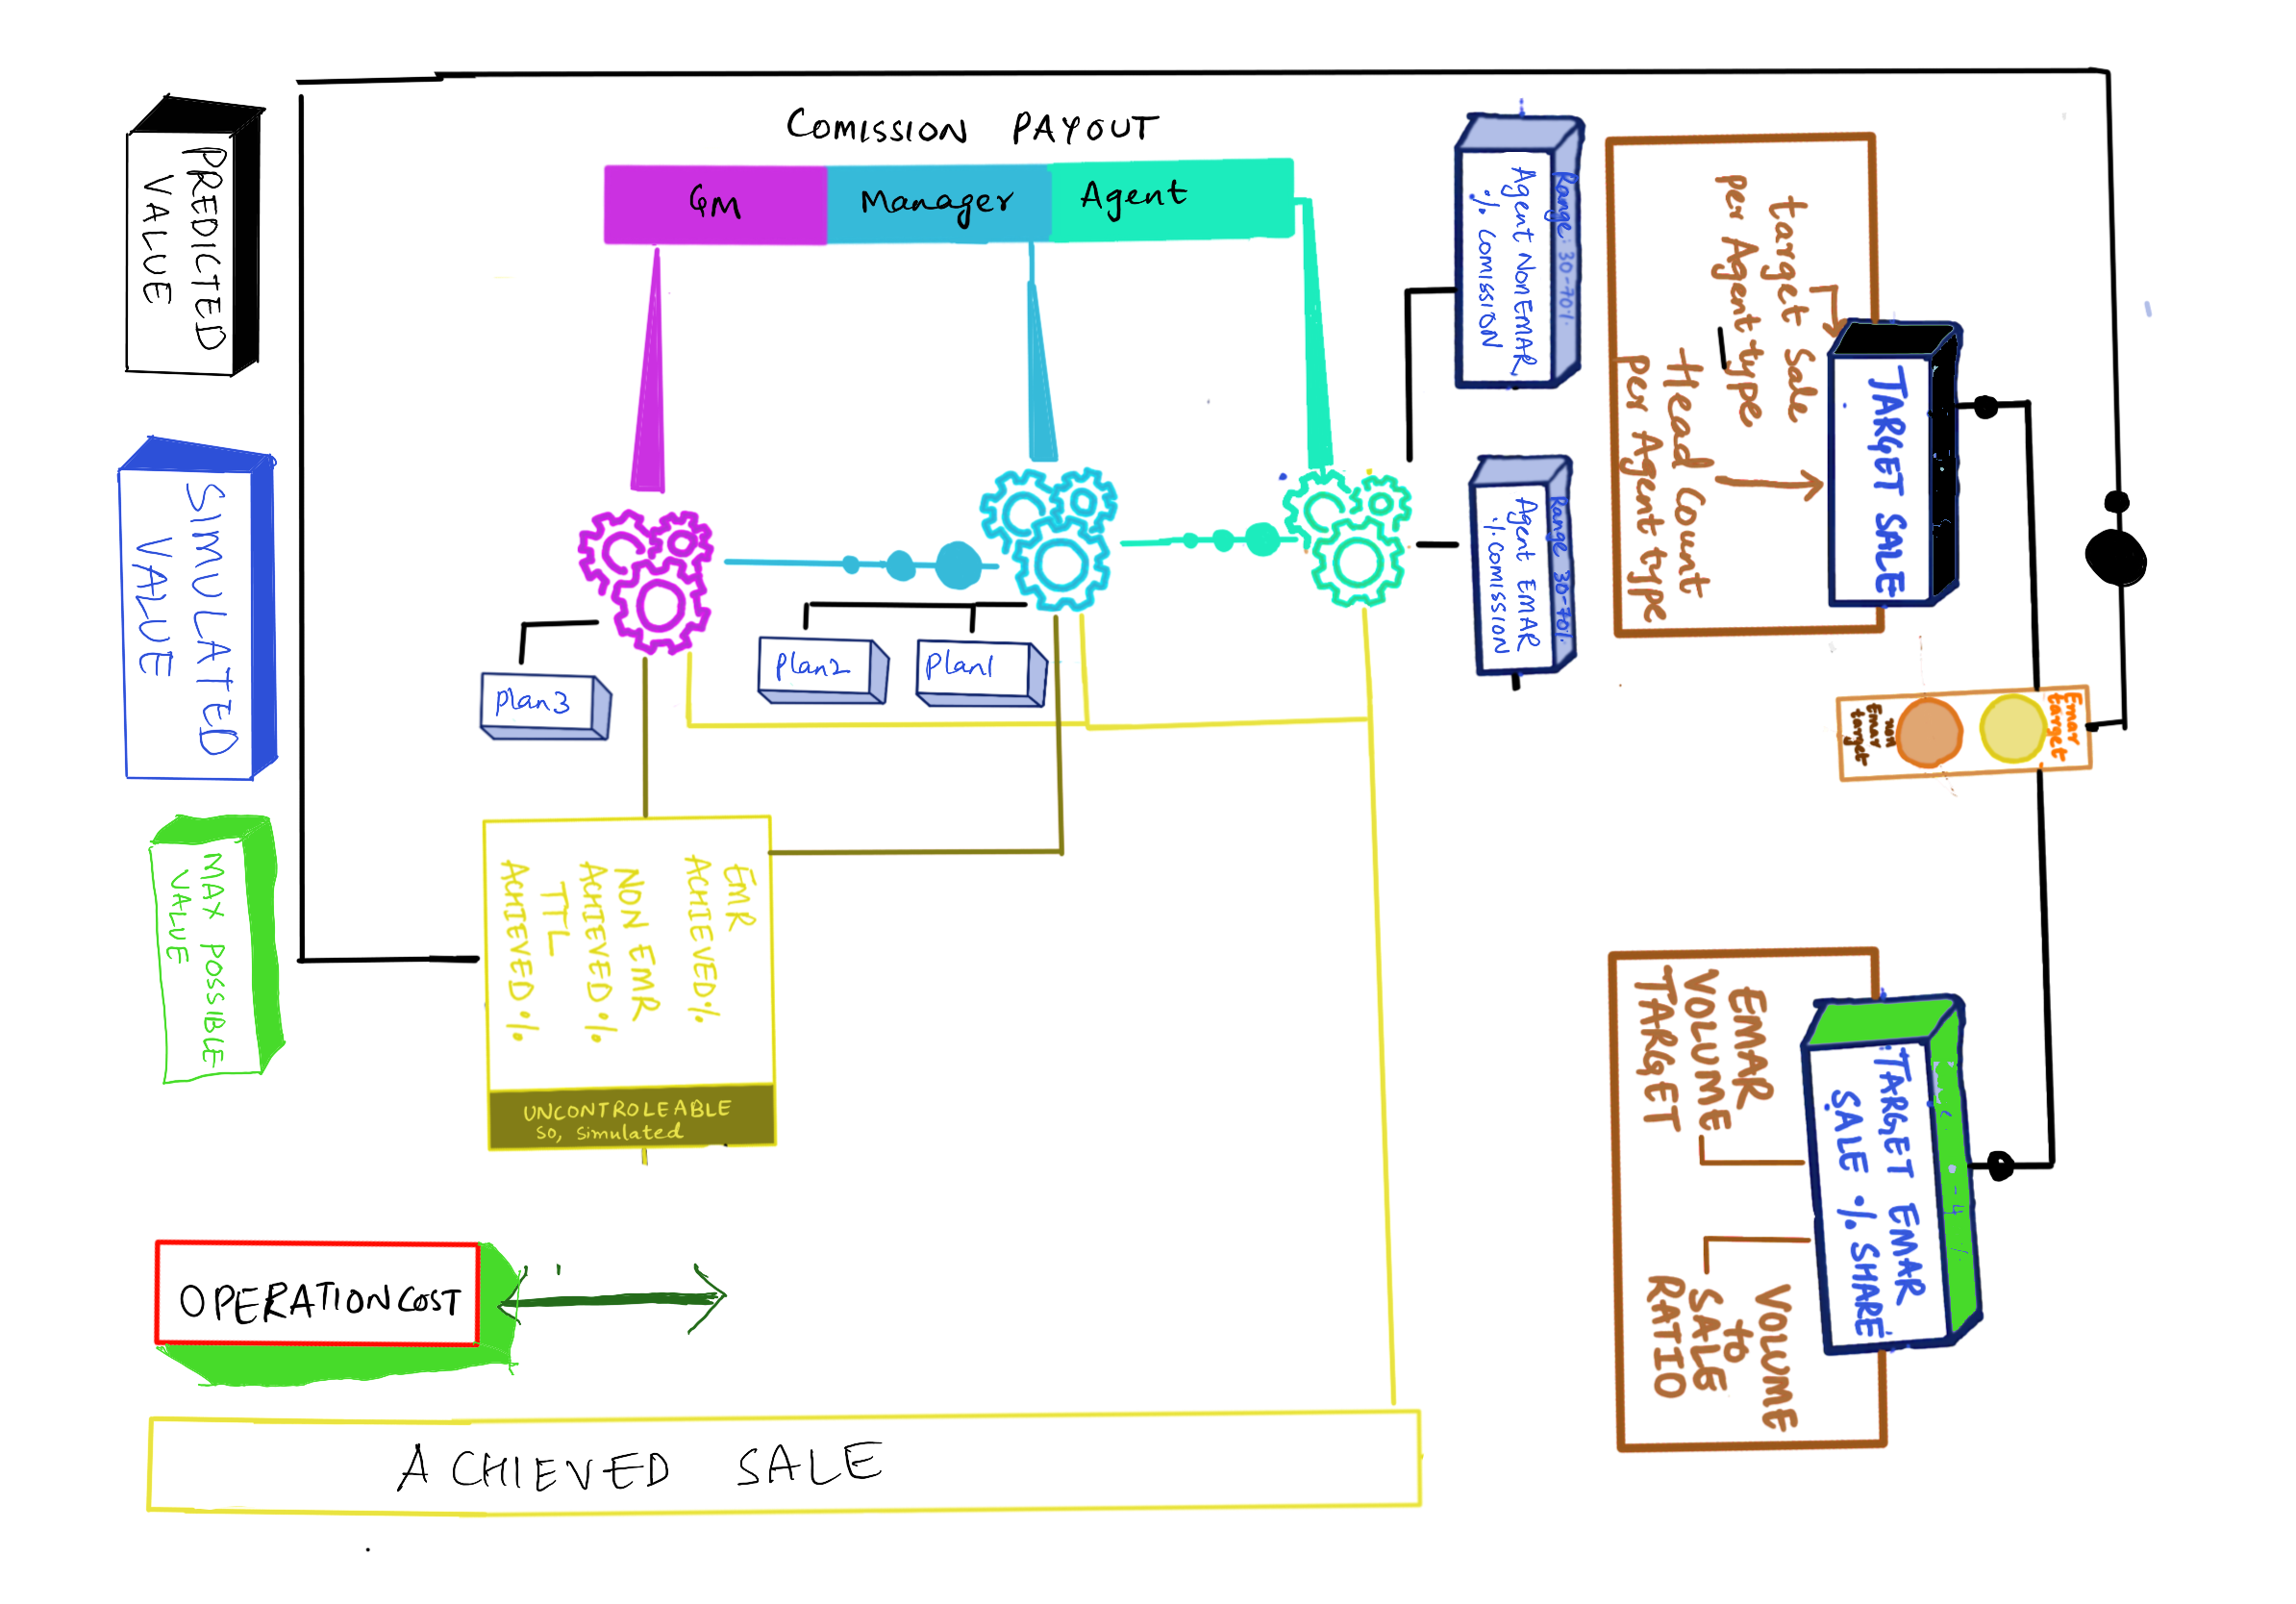 COMISSION PAYOUT
GM
Manager
Agent
PREDICTED
VALUE
SIMULATED
VALUE
MAX POSSIBLE
VALUE
Range: 30-70%
Agent NonEMAR
% COMISSION
Range 30-70%
Agent EMAR
% COMISSION
target sale
per Agent type
Head Count
per Agent type
TARGET SALE
Emar
target
non
Emar
target
Plan3
Plan2
Plan1
EMR
ACHIEVED%
NON EMR
ACHIEVED%
TTL
ACHIEVED%
UNCONTROLEABLE
SO, Simulated
EMAR
VOLUME
TARGET
VOLUME
to
SALE
RATIO
TARGET EMAR
SALE % SHARE
OPERATION COST
ACHIEVED SALE